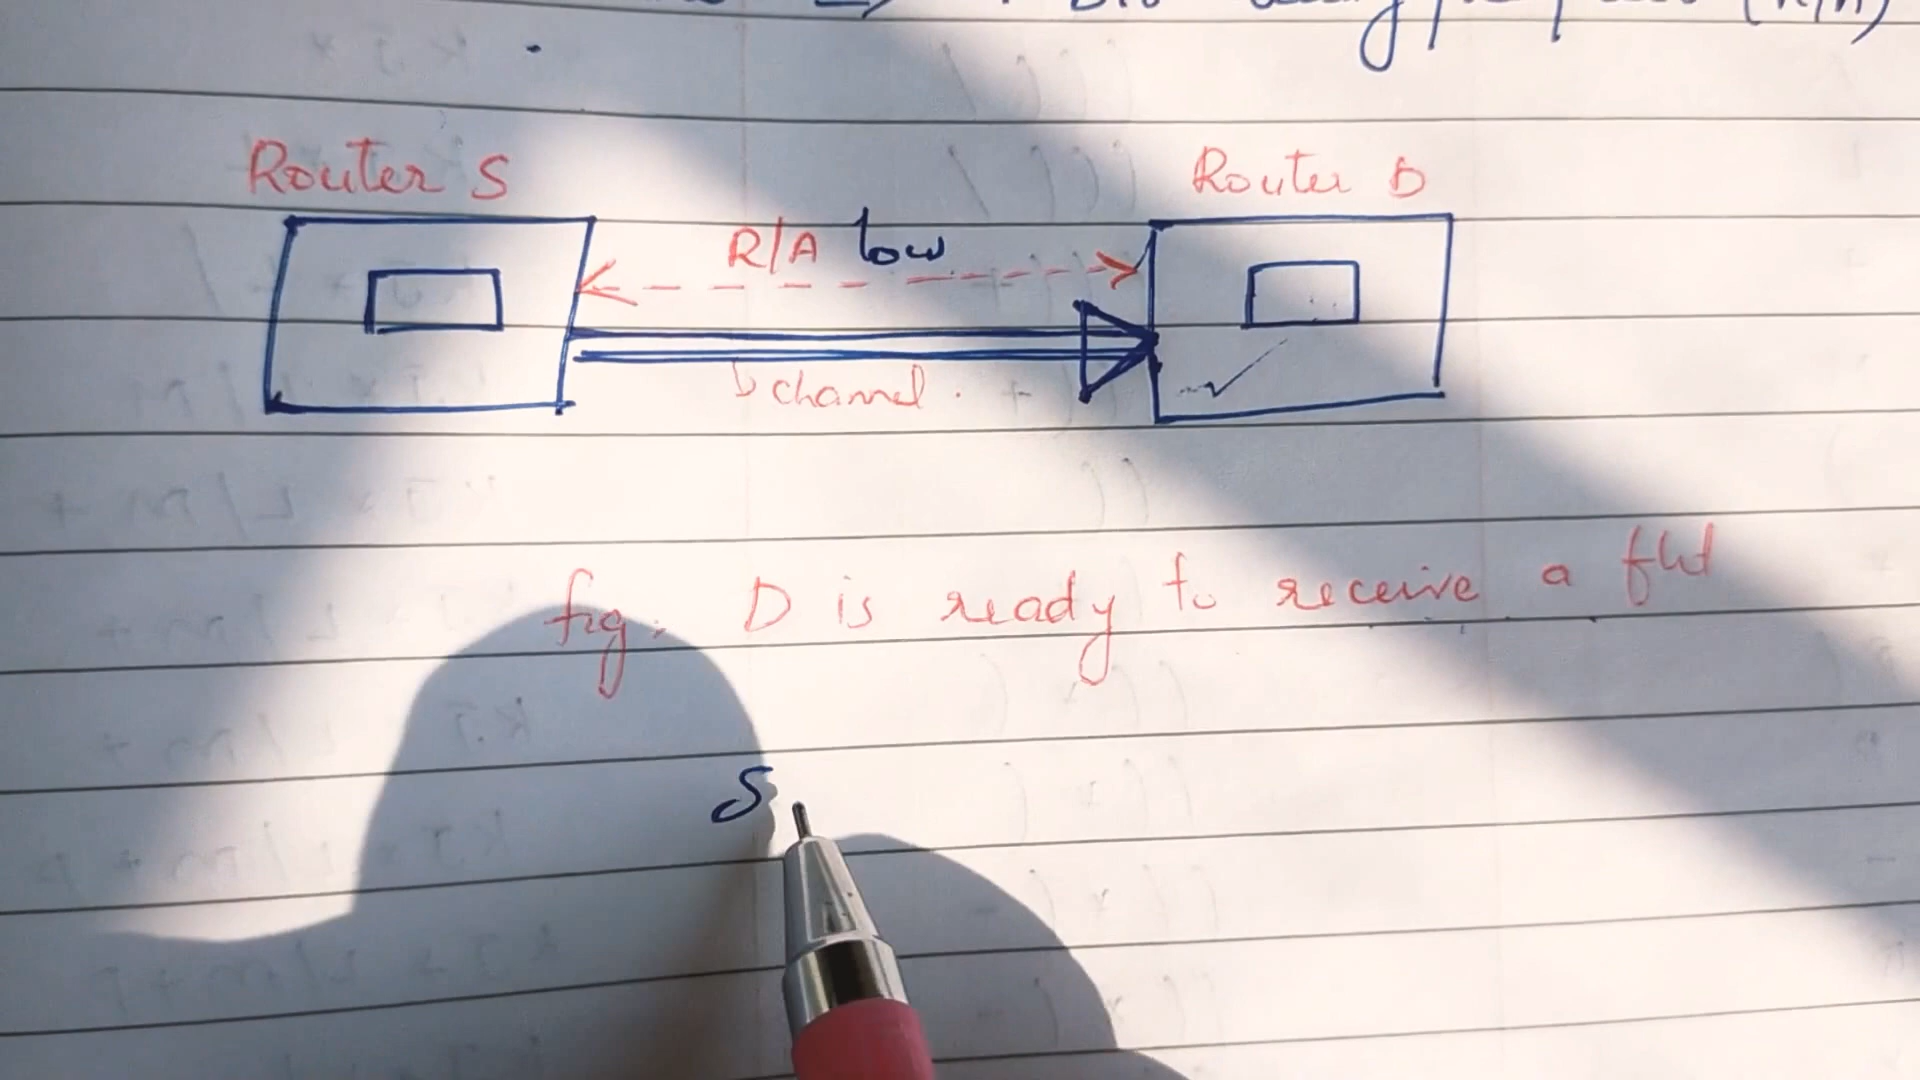 Router S
Router D
R/A low
channel.
fig. D is ready to receive a flit
S